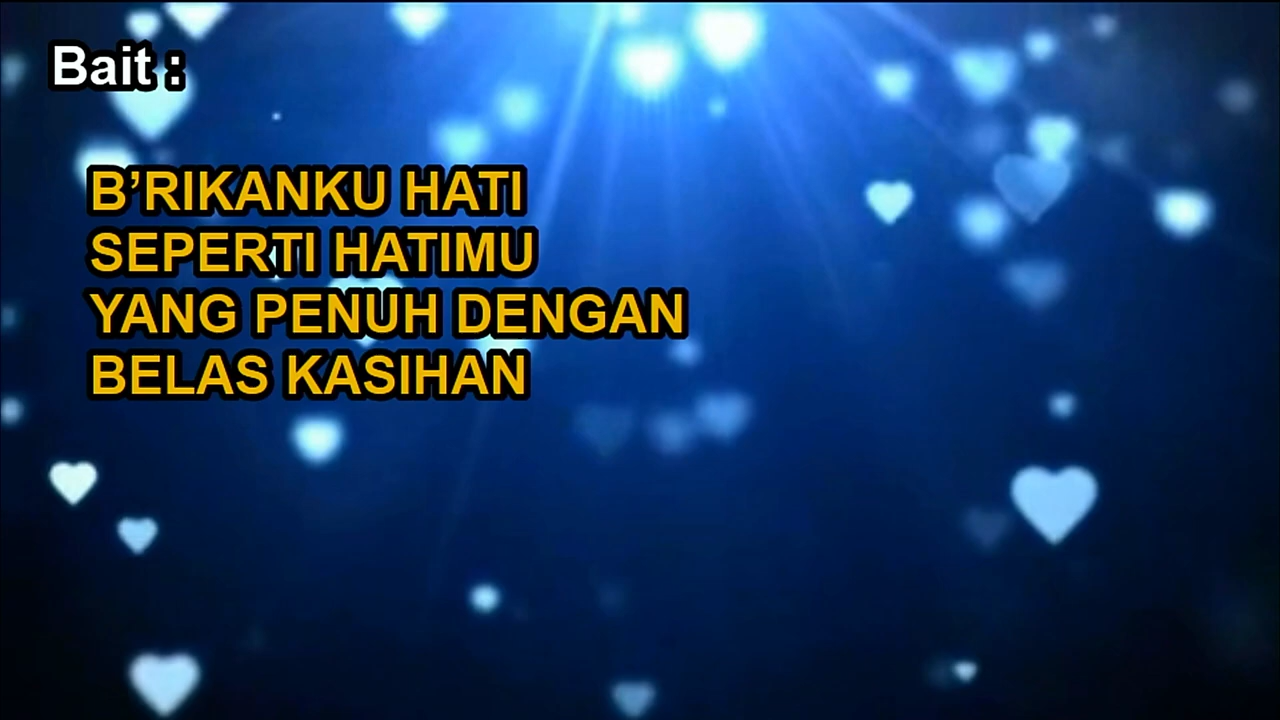 Bait :
B’RIKANKU HATI
SEPERTI HATIMU
YANG PENUH DENGAN
BELAS KASIHAN